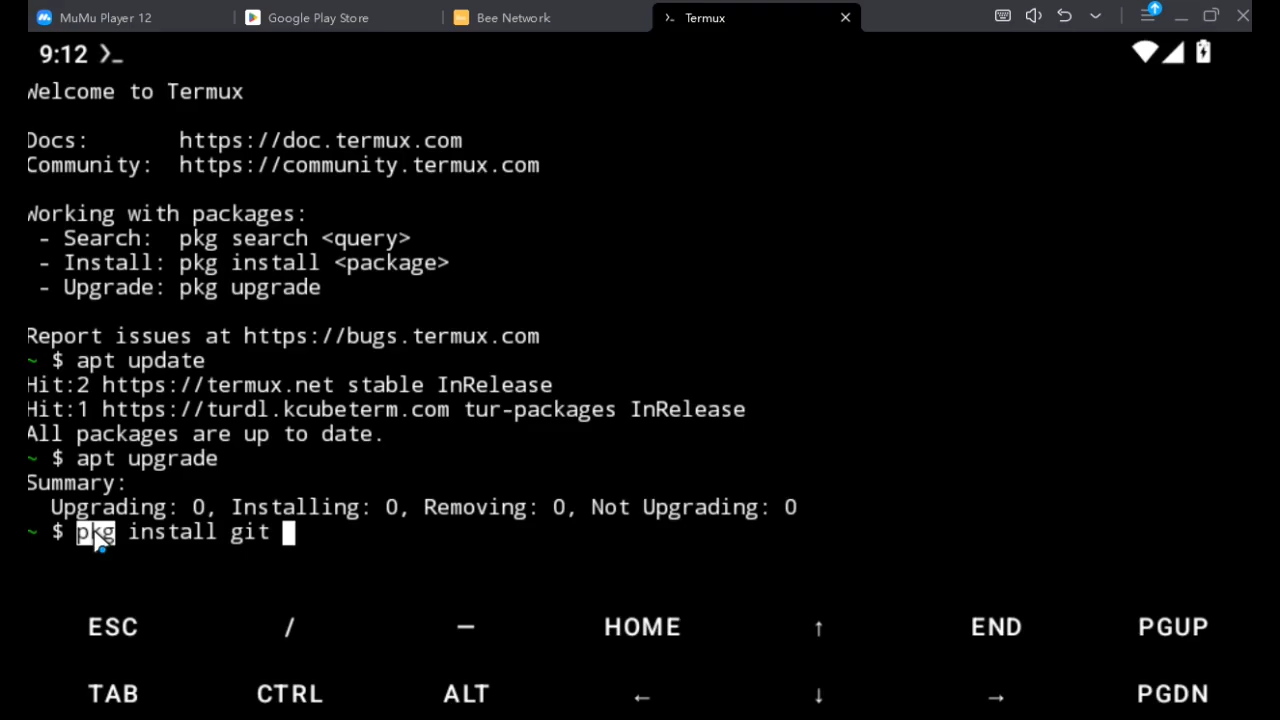 MuMu Player 12 Google Play Store Bee Network Termux
9:12
Welcome to Termux
Docs: https://doc.termux.com
Community: https://community.termux.com
Working with packages:
- Search: pkg search <query>
- Install: pkg install <package>
- Upgrade: pkg upgrade
Report issues at https://bugs.termux.com
~ $ apt update
Hit:2 https://termux.net stable InRelease
Hit:1 https://turdl.kcubeterm.com tur-packages InRelease
All packages are up to date.
~ $ apt upgrade
Summary:
Upgrading: 0, Installing: 0, Removing: 0, Not Upgrading: 0
~ $ pkg install git
ESC / — HOME ↑ END PGUP
TAB CTRL ALT ← ↓ → PGDN